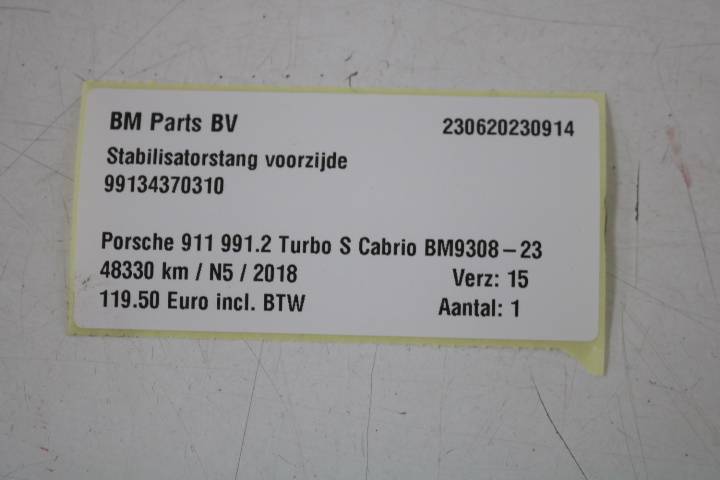 BM Parts BV 230620230914
Stabilisatorstang voorzijde
99134370310
Porsche 911 991.2 Turbo S Cabrio BM9308-23
48330 km / N5 / 2018 Verz: 15
119.50 Euro incl. BTW Aantal: 1